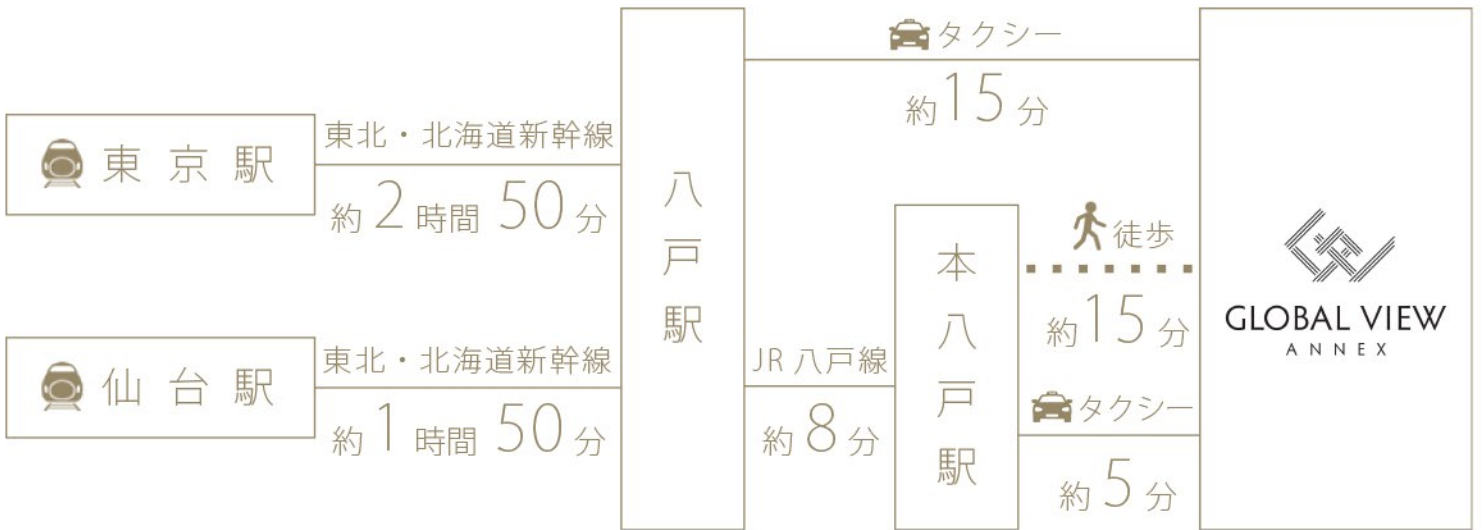 東京駅
東北・北海道新幹線
約2時間50分
仙台駅
東北・北海道新幹線
約1時間50分
八戸駅
タクシー
約15分
JR八戸線
約8分
本八戸駅
徒歩
約15分
タクシー
約5分
GLOBAL VIEW
ANNEX